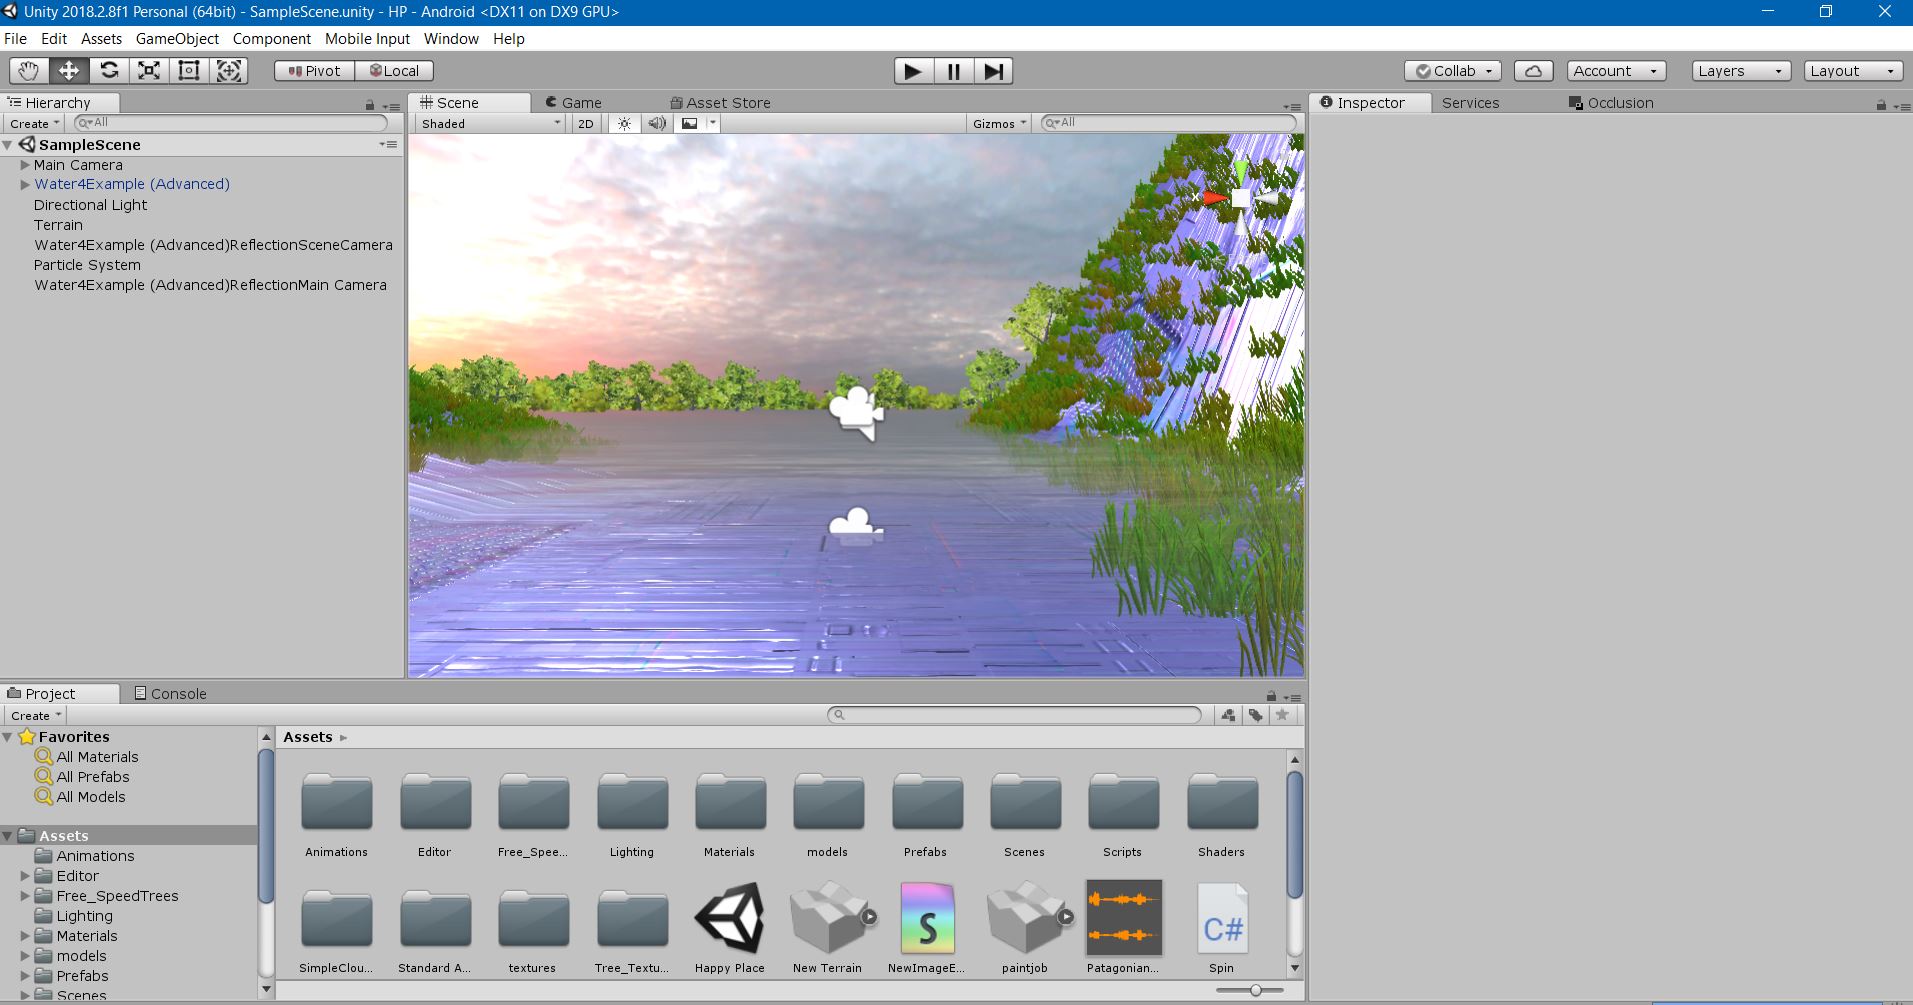 Unity 2018.2.8f1 Personal (64bit) - SampleScene.unity - HP - Android <DX11 on DX9 GPU>
File Edit Assets GameObject Component Mobile Input Window Help
Pivot Local Collab Account Layers Layout
Hierarchy
Create All
SampleScene
Main Camera
Water4Example (Advanced)
Directional Light
Terrain
Water4Example (Advanced)ReflectionSceneCamera
Particle System
Water4Example (Advanced)ReflectionMain Camera
Scene Game Asset Store
Shaded 2D Gizmos All
X
Inspector Services Occlusion
Project Console
Create
Favorites
All Materials
All Prefabs
All Models
Assets
Animations
Editor
Free_SpeedTrees
Lighting
Materials
models
Prefabs
Scenes
Assets
Animations Editor Free_Spee... Lighting Materials models Prefabs Scenes Scripts Shaders
S C#
SimpleClou... Standard A... textures Tree_Textu... Happy Place New Terrain NewImageE... paintjob Patagonian... Spin